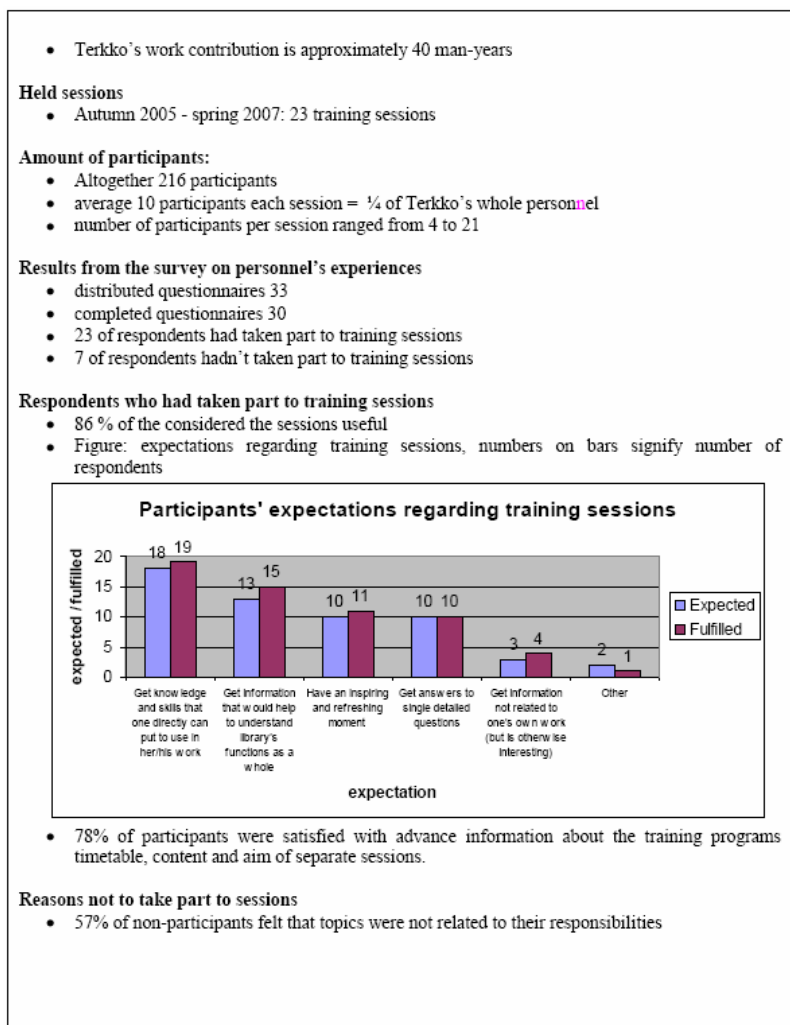 • Terkko's work contribution is approximately 40 man-years
Held sessions
• Autumn 2005 - spring 2007: 23 training sessions
Amount of participants:
• Altogether 216 participants
• average 10 participants each session = ¼ of Terkko's whole personnel
• number of participants per session ranged from 4 to 21
Results from the survey on personnel's experiences
• distributed questionnaires 33
• completed questionnaires 30
• 23 of respondents had taken part to training sessions
• 7 of respondents hadn't taken part to training sessions
Respondents who had taken part to training sessions
• 86 % of the considered the sessions useful
• Figure: expectations regarding training sessions, numbers on bars signify number of
respondents
Participants' expectations regarding training sessions
expected / fulfilled
20
15
10
5
0
18 19
13 15
10 11
10 10
3 4
2 1
Expected
Fulfilled
Get knowledge
and skills that
one directly can
put to use in
her/his work
Get information
that would help
to understand
library's
functions as a
whole
Have an inspiring
and refreshing
moment
Get answers to
single detailed
questions
Get information
not related to
one's own work
(but is otherwise
interesting)
Other
expectation
• 78% of participants were satisfied with advance information about the training programs
timetable, content and aim of separate sessions.
Reasons not to take part to sessions
• 57% of non-participants felt that topics were not related to their responsibilities